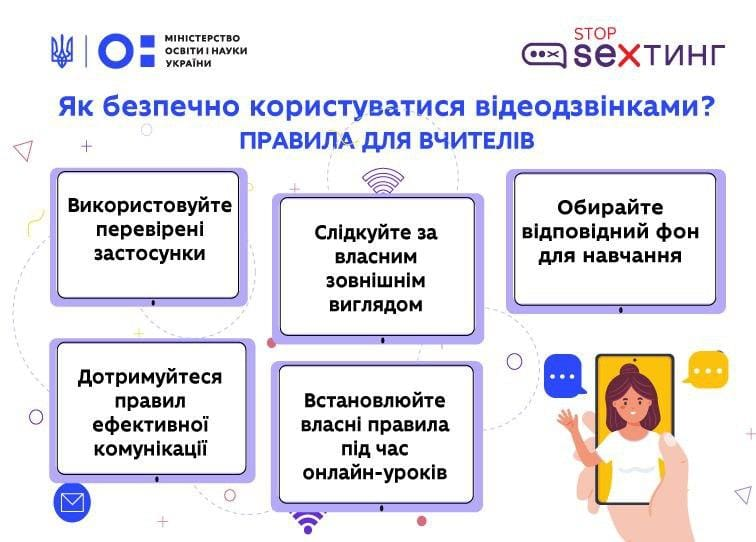 МІНІСТЕРСТВО
ОСВІТИ І НАУКИ
УКРАЇНИ
STOP
sexтинг
Як безпечно користуватися відеодзвінками?
ПРАВИЛА ДЛЯ ВЧИТЕЛІВ
Використовуйте
перевірені
застосунки
Слідкуйте за
власним
зовнішнім
виглядом
Обирайте
відповідний фон
для навчання
Дотримуйтеся
правил
ефективної
комунікації
Встановлюйте
власні правила
під час
онлайн-уроків